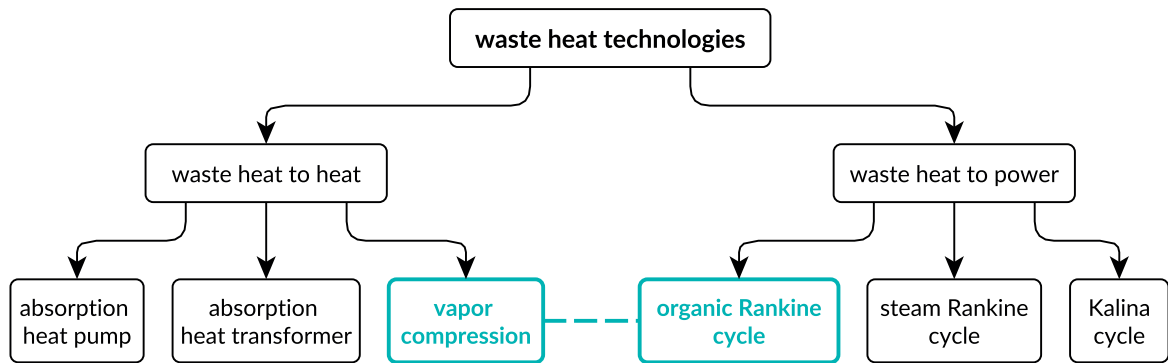 waste heat technologies
waste heat to heat
waste heat to power
absorption
heat pump
absorption
heat transformer
vapor
compression
organic Rankine
cycle
steam Rankine
cycle
Kalina
cycle